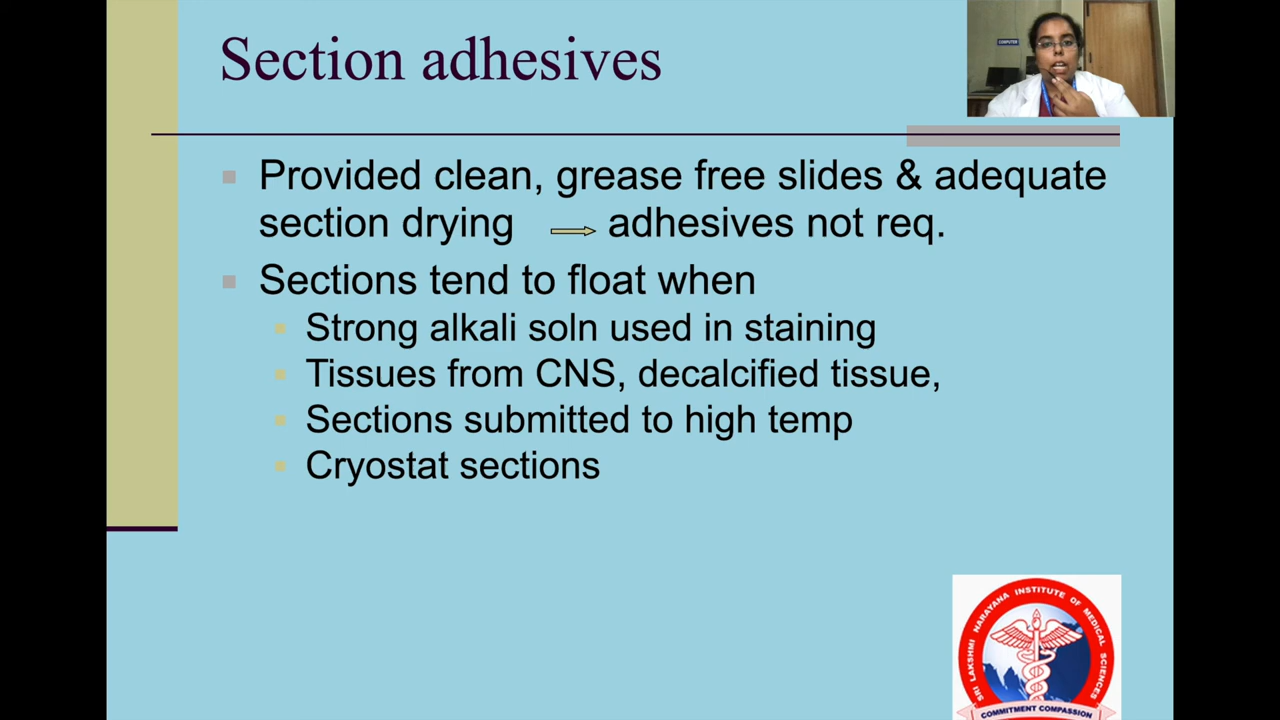 Section adhesives
COMPUTER
Provided clean, grease free slides & adequate
section drying → adhesives not req.
Sections tend to float when
Strong alkali soln used in staining
Tissues from CNS, decalcified tissue,
Sections submitted to high temp
Cryostat sections
SRI LAKSHMI NARAYANA INSTITUTE OF MEDICAL SCIENCES
COMMITMENT COMPASSION